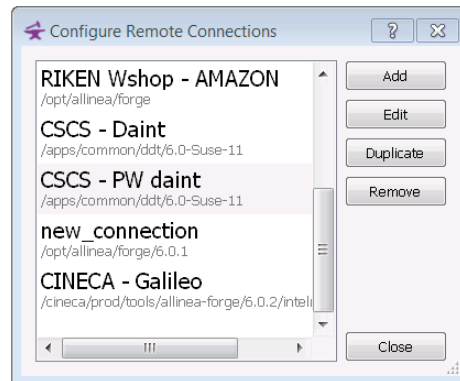 Configure Remote Connections
RIKEN Wshop - AMAZON
/opt/allinea/forge
CSCS - Daint
/apps/common/ddt/6.0-Suse-11
CSCS - PW daint
/apps/common/ddt/6.0-Suse-11
new_connection
/opt/allinea/forge/6.0.1
CINECA - Galileo
/cineca/prod/tools/allinea-forge/6.0.2/inteli
Add
Edit
Duplicate
Remove
Close